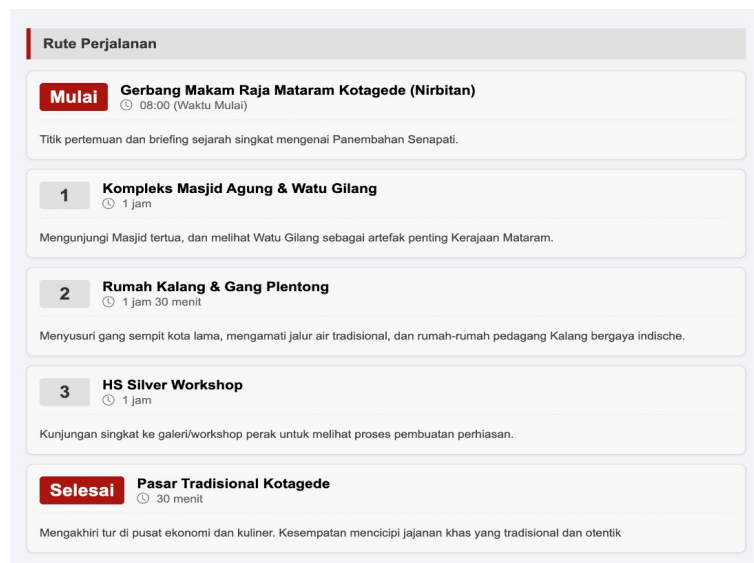 Rute Perjalanan
Mulai
Gerbang Makam Raja Mataram Kotagede (Nirbitan)
08:00 (Waktu Mulai)
Titik pertemuan dan briefing sejarah singkat mengenai Panembahan Senapati.
1
Kompleks Masjid Agung & Watu Gilang
1 jam
Mengunjungi Masjid tertua, dan melihat Watu Gilang sebagai artefak penting Kerajaan Mataram.
2
Rumah Kalang & Gang Plentong
1 jam 30 menit
Menyusuri gang sempit kota lama, mengamati jalur air tradisional, dan rumah-rumah pedagang Kalang bergaya indische.
3
HS Silver Workshop
1 jam
Kunjungan singkat ke galeri/workshop perak untuk melihat proses pembuatan perhiasan.
Selesai
Pasar Tradisional Kotagede
30 menit
Mengakhiri tur di pusat ekonomi dan kuliner. Kesempatan mencicipi jajanan khas yang tradisional dan otentik